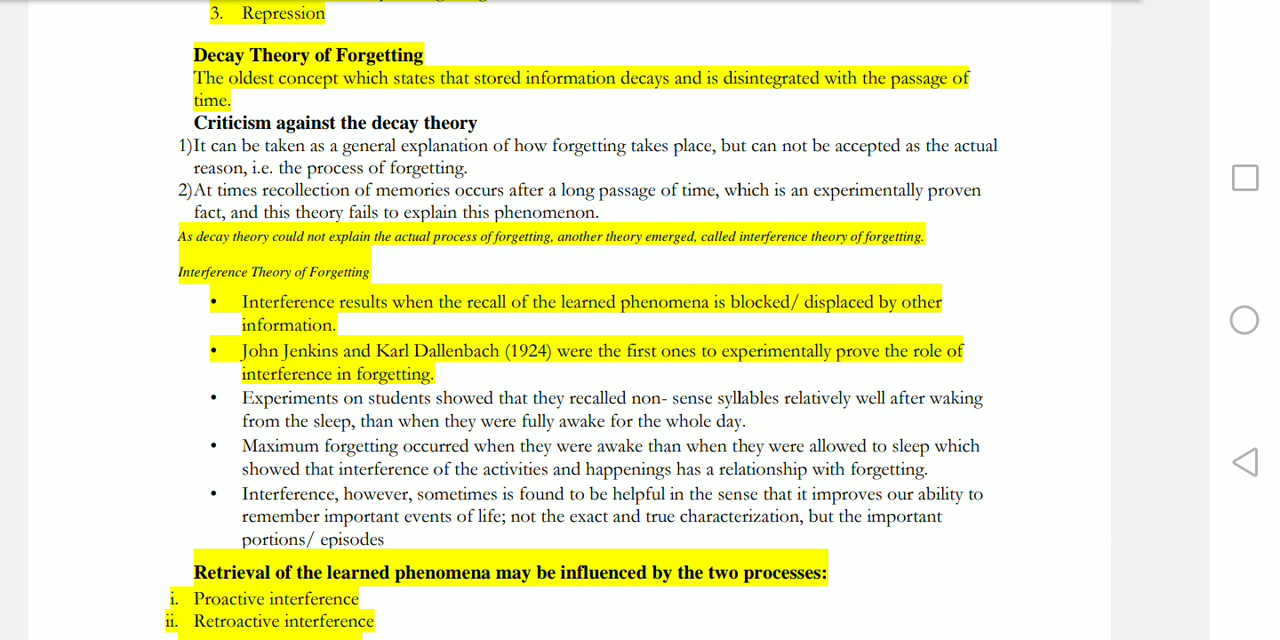 3. Repression
Decay Theory of Forgetting
The oldest concept which states that stored information decays and is disintegrated with the passage of
time.
Criticism against the decay theory
1)It can be taken as a general explanation of how forgetting takes place, but can not be accepted as the actual
reason, i.e. the process of forgetting.
2)At times recollection of memories occurs after a long passage of time, which is an experimentally proven
fact, and this theory fails to explain this phenomenon.
As decay theory could not explain the actual process of forgetting, another theory emerged, called interference theory of forgetting.
Interference Theory of Forgetting
• Interference results when the recall of the learned phenomena is blocked/ displaced by other
information.
• John Jenkins and Karl Dallenbach (1924) were the first ones to experimentally prove the role of
interference in forgetting.
• Experiments on students showed that they recalled non- sense syllables relatively well after waking
from the sleep, than when they were fully awake for the whole day.
• Maximum forgetting occurred when they were awake than when they were allowed to sleep which
showed that interference of the activities and happenings has a relationship with forgetting.
• Interference, however, sometimes is found to be helpful in the sense that it improves our ability to
remember important events of life; not the exact and true characterization, but the important
portions/ episodes
Retrieval of the learned phenomena may be influenced by the two processes:
i. Proactive interference
ii. Retroactive interference